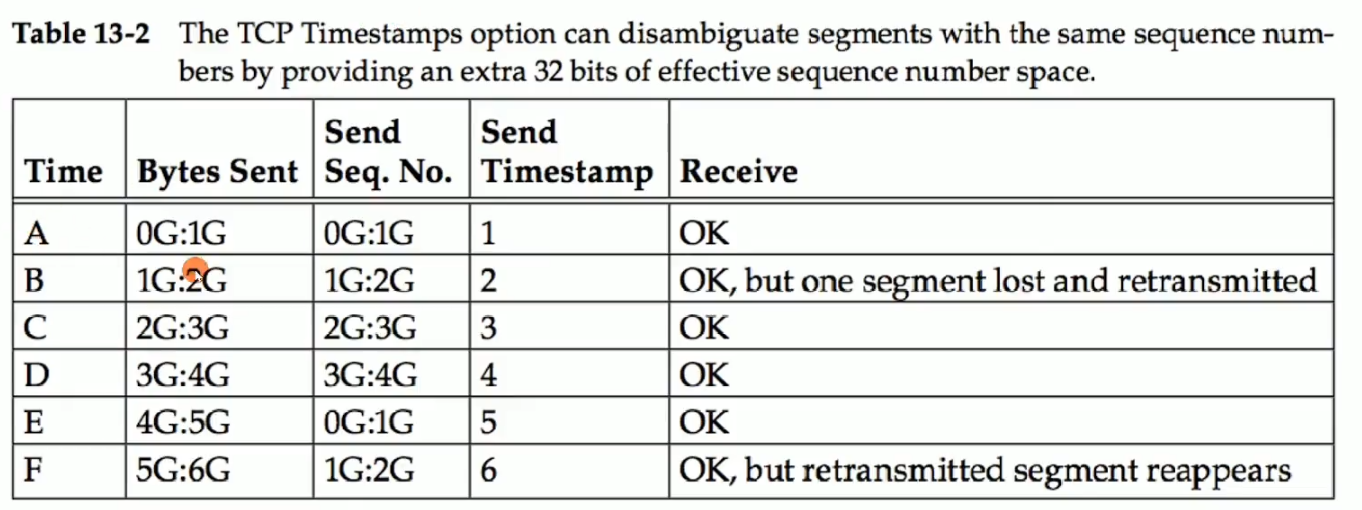 Table 13-2 The TCP Timestamps option can disambiguate segments with the same sequence num-
bers by providing an extra 32 bits of effective sequence number space.
Time Bytes Sent Send Seq. No. Send Timestamp Receive
A 0G:1G 0G:1G 1 OK
B 1G:2G 1G:2G 2 OK, but one segment lost and retransmitted
C 2G:3G 2G:3G 3 OK
D 3G:4G 3G:4G 4 OK
E 4G:5G 0G:1G 5 OK
F 5G:6G 1G:2G 6 OK, but retransmitted segment reappears